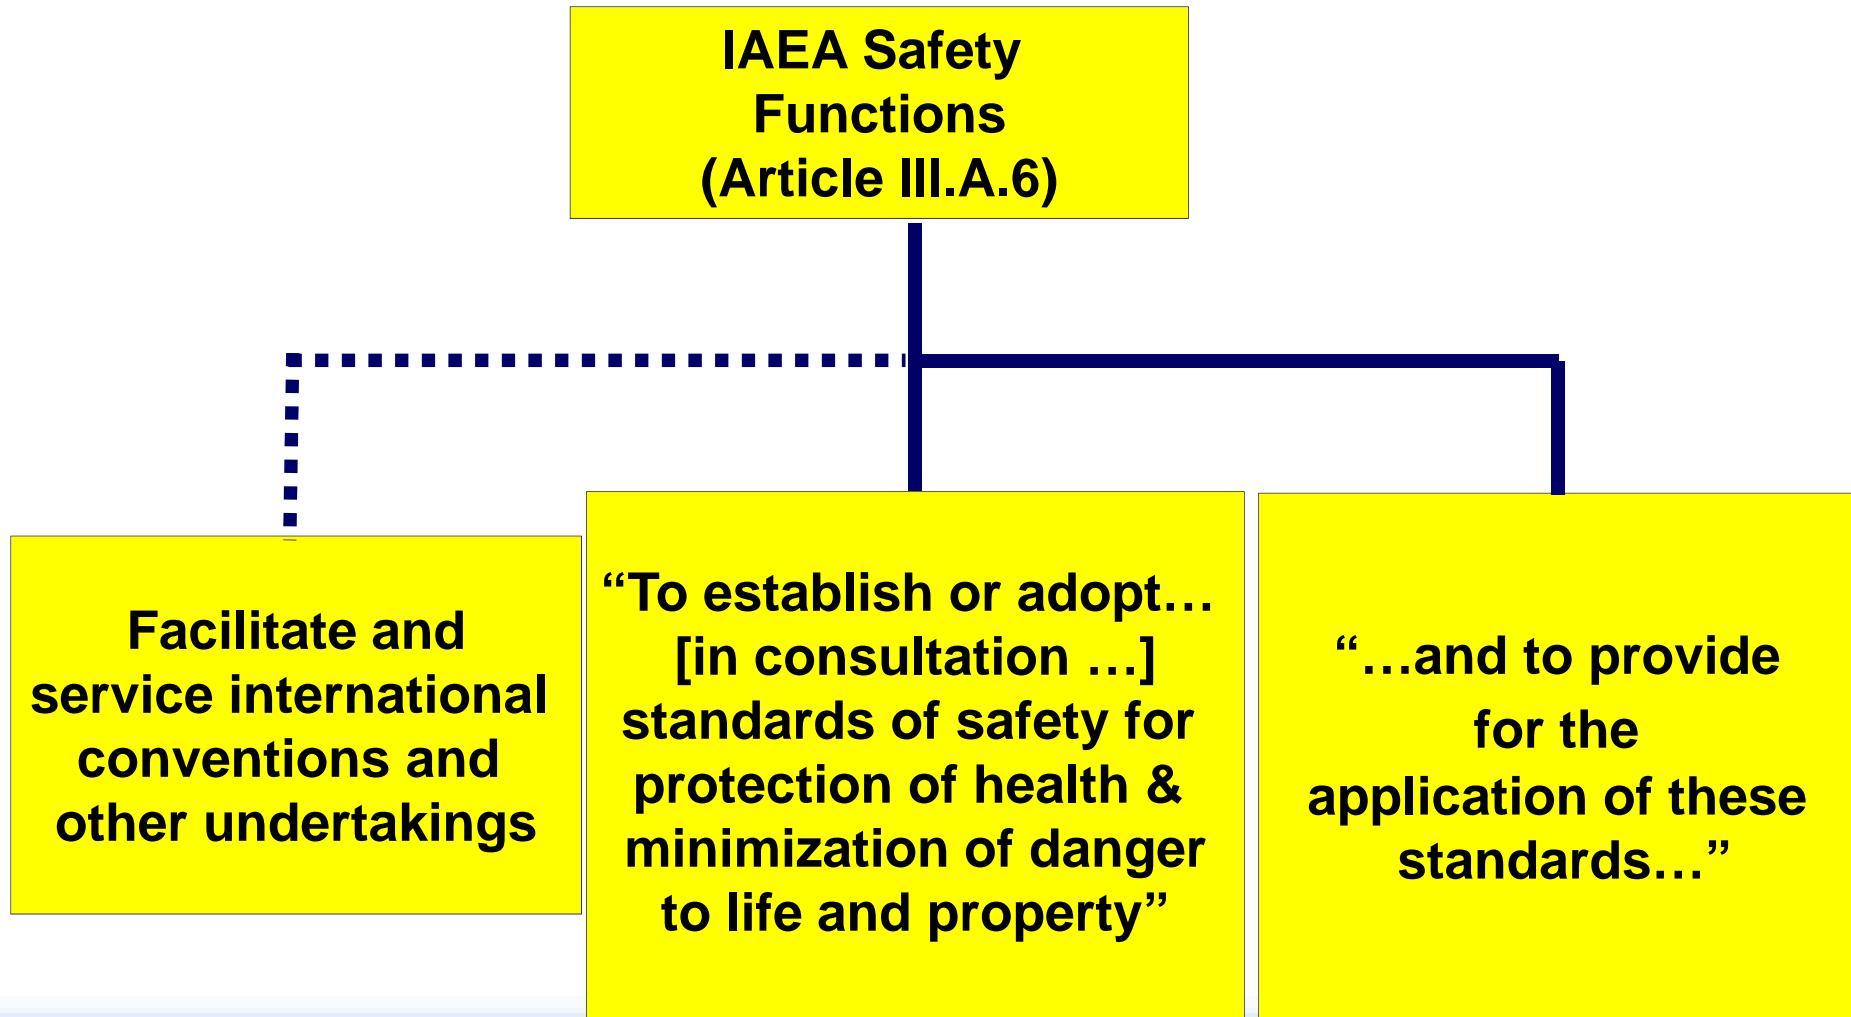 IAEA Safety
Functions
(Article III.A.6)
Facilitate and
service international
conventions and
other undertakings
“To establish or adopt…
[in consultation …]
standards of safety for
protection of health &
minimization of danger
to life and property”
“…and to provide
for the
application of these
standards…”